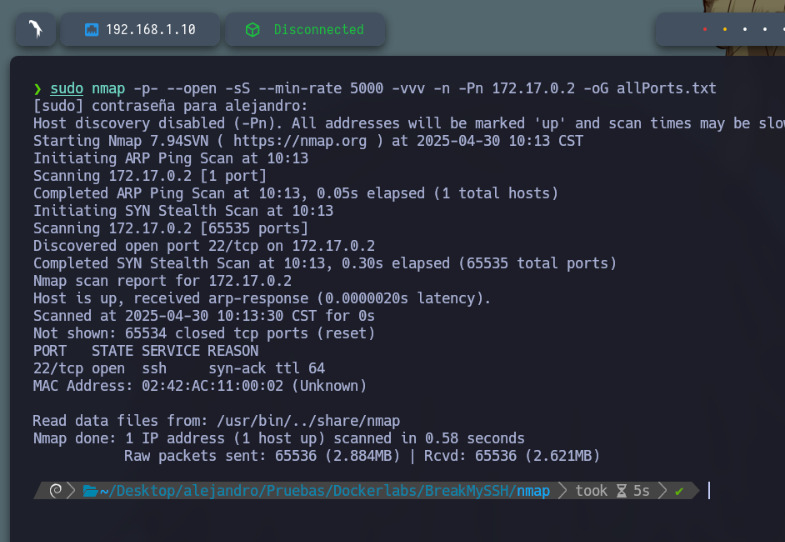 192.168.1.10 Disconnected
❯ sudo nmap -p- --open -sS --min-rate 5000 -vvv -n -Pn 172.17.0.2 -oG allPorts.txt
[sudo] contraseña para alejandro:
Host discovery disabled (-Pn). All addresses will be marked 'up' and scan times may be slo
Starting Nmap 7.94SVN ( https://nmap.org ) at 2025-04-30 10:13 CST
Initiating ARP Ping Scan at 10:13
Scanning 172.17.0.2 [1 port]
Completed ARP Ping Scan at 10:13, 0.05s elapsed (1 total hosts)
Initiating SYN Stealth Scan at 10:13
Scanning 172.17.0.2 [65535 ports]
Discovered open port 22/tcp on 172.17.0.2
Completed SYN Stealth Scan at 10:13, 0.30s elapsed (65535 total ports)
Nmap scan report for 172.17.0.2
Host is up, received arp-response (0.0000020s latency).
Scanned at 2025-04-30 10:13:30 CST for 0s
Not shown: 65534 closed tcp ports (reset)
PORT   STATE SERVICE REASON
22/tcp open  ssh     syn-ack ttl 64
MAC Address: 02:42:AC:11:00:02 (Unknown)
Read data files from: /usr/bin/../share/nmap
Nmap done: 1 IP address (1 host up) scanned in 0.58 seconds
Raw packets sent: 65536 (2.884MB) | Rcvd: 65536 (2.621MB)
~/Desktop/alejandro/Pruebas/Dockerlabs/BreakMySSH/nmap took 5s ✔